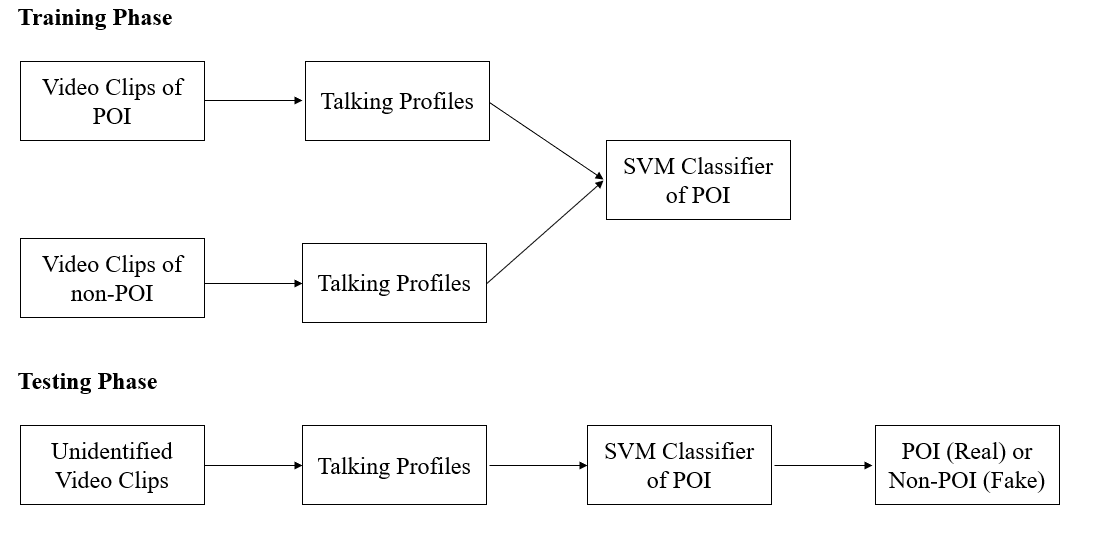 Training Phase
Video Clips of
POI
Talking Profiles
SVM Classifier
of POI
Video Clips of
non-POI
Talking Profiles
Testing Phase
Unidentified
Video Clips
Talking Profiles
SVM Classifier
of POI
POI (Real) or
Non-POI (Fake)